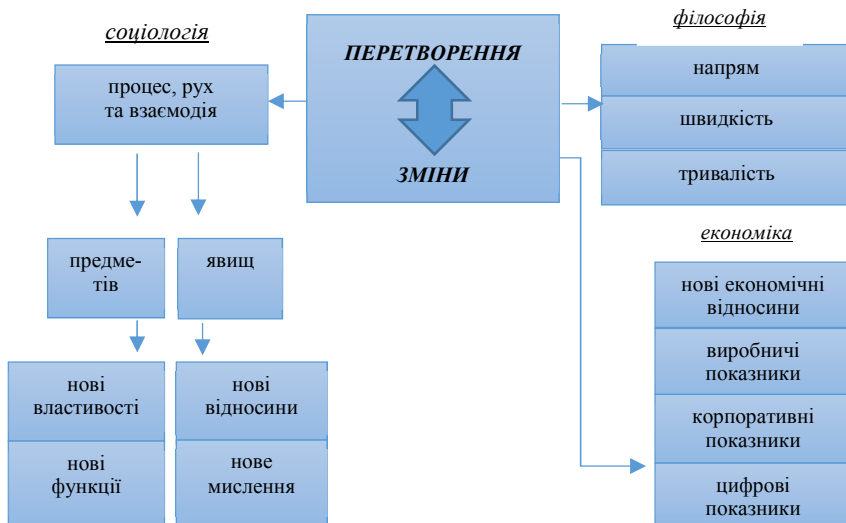 соціологія
процес, рух
та взаємодія
предме-
тів
явищ
нові
властивості
нові
функції
нові
відносини
нове
мислення
ПЕРЕТВОРЕННЯ
ЗМІНИ
філософія
напрям
швидкість
тривалість
економіка
нові економічні
відносини
виробничі
показники
корпоративні
показники
цифрові
показники